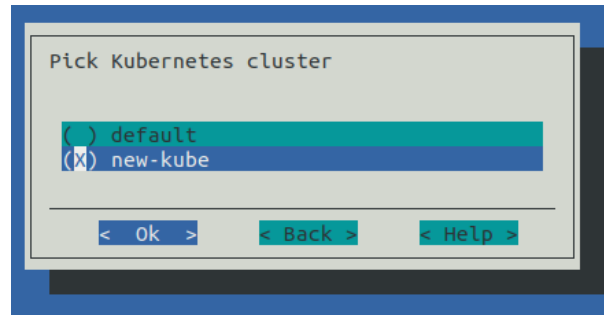 Pick Kubernetes cluster
( ) default
(X) new-kube
< Ok > < Back > < Help >